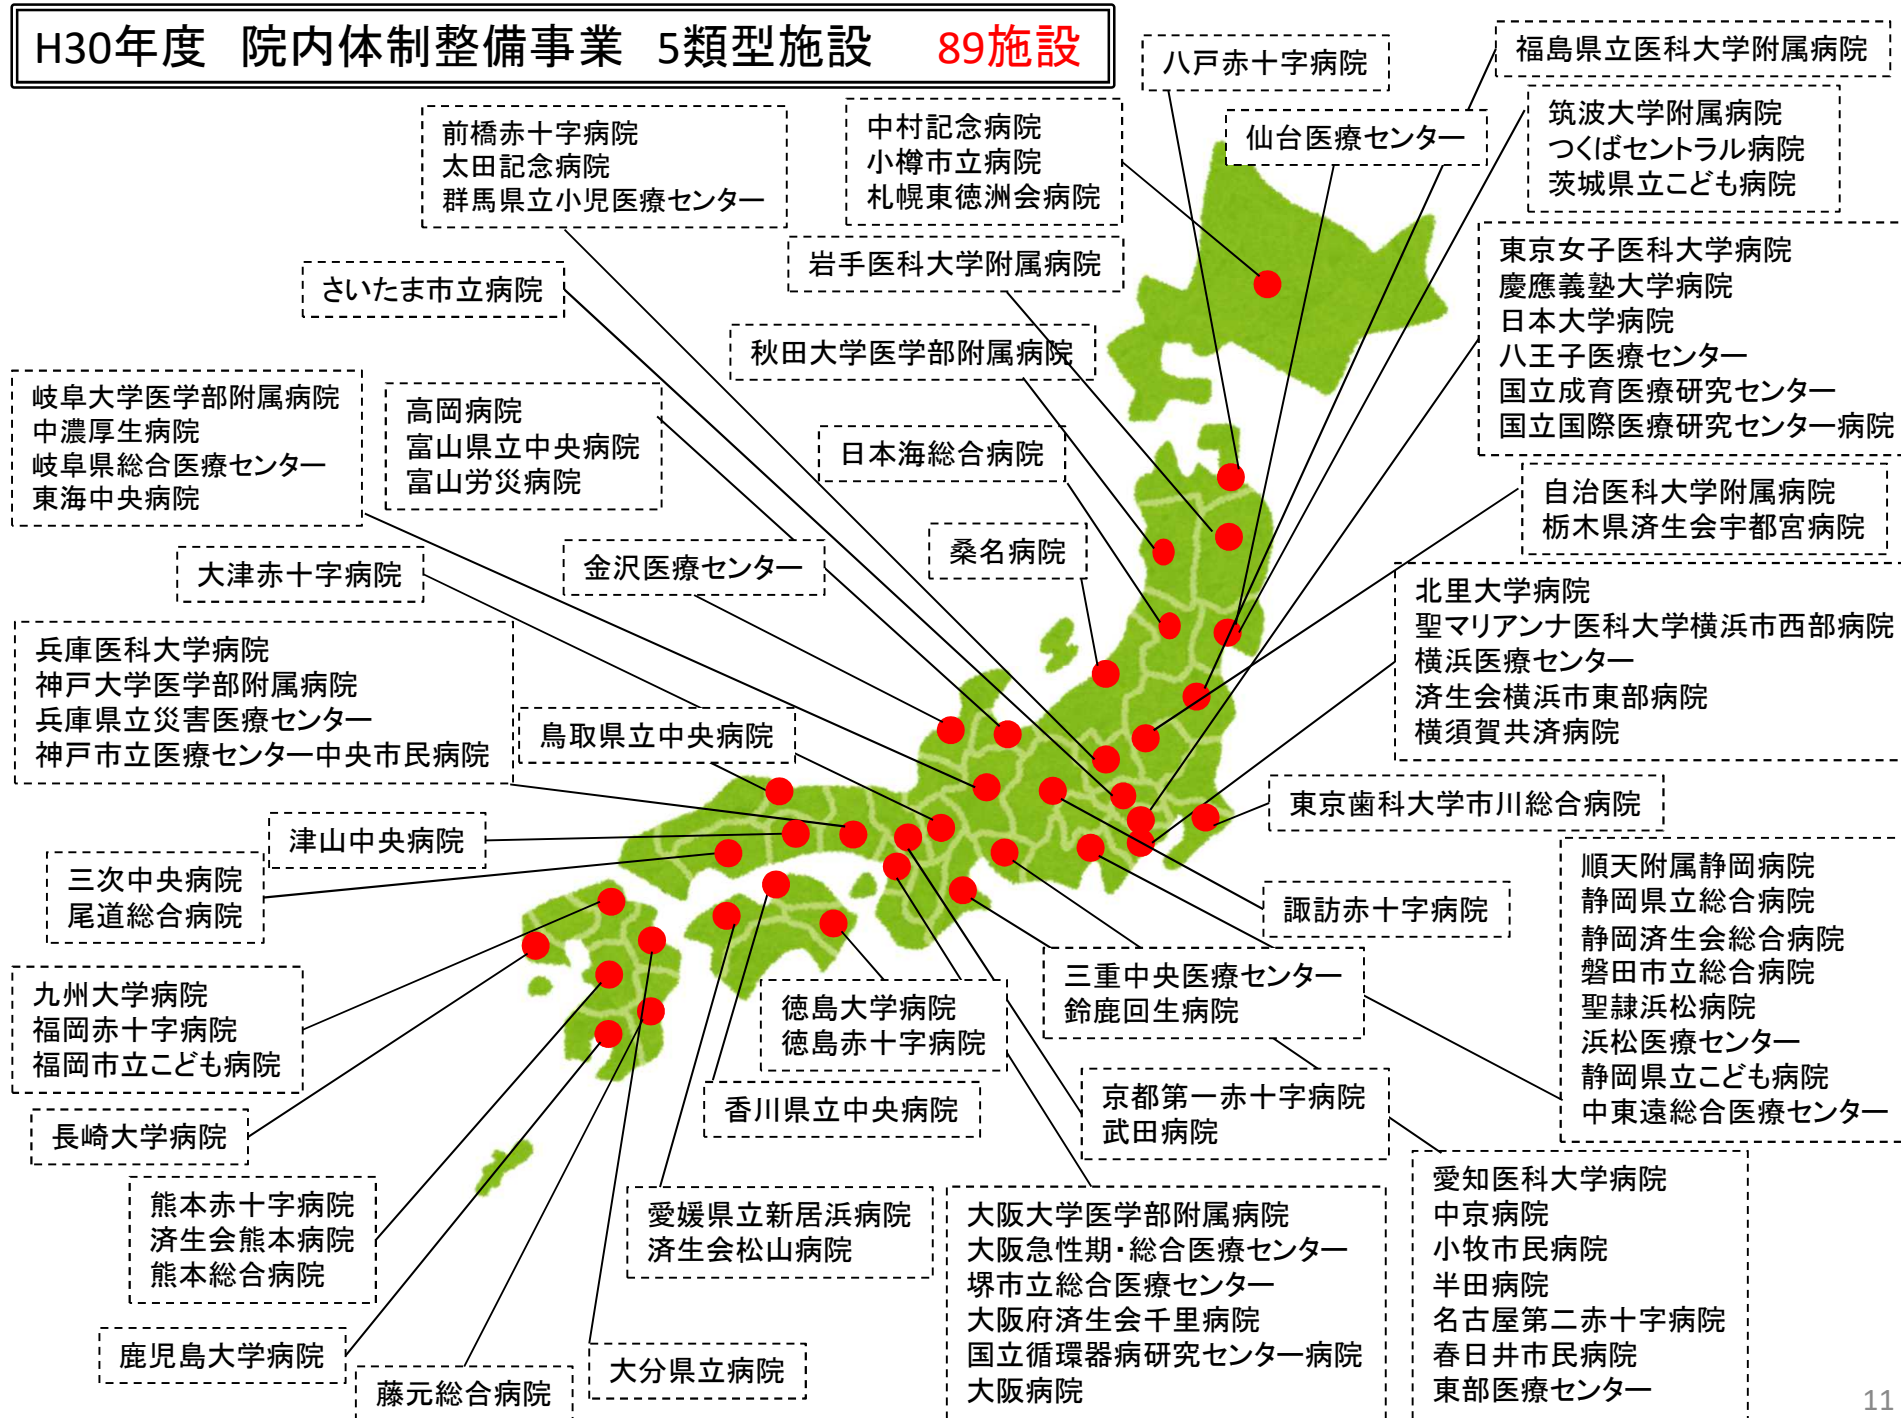 H30年度　院内体制整備事業　5類型施設　89施設
八戸赤十字病院
福島県立医科大学附属病院
前橋赤十字病院
太田記念病院
群馬県立小児医療センター
中村記念病院
小樽市立病院
札幌東徳洲会病院
仙台医療センター
筑波大学附属病院
つくばセントラル病院
茨城県立こども病院
さいたま市立病院
岩手医科大学附属病院
東京女子医科大学病院
慶應義塾大学病院
日本大学病院
八王子医療センター
国立成育医療研究センター
国立国際医療研究センター病院
秋田大学医学部附属病院
岐阜大学医学部附属病院
中濃厚生病院
岐阜県総合医療センター
東海中央病院
高岡病院
富山県立中央病院
富山労災病院
日本海総合病院
自治医科大学附属病院
栃木県済生会宇都宮病院
大津赤十字病院
金沢医療センター
桑名病院
北里大学病院
聖マリアンナ医科大学横浜市西部病院
横浜医療センター
済生会横浜市東部病院
横須賀共済病院
兵庫医科大学病院
神戸大学医学部附属病院
兵庫県立災害医療センター
神戸市立医療センター中央市民病院
鳥取県立中央病院
東京歯科大学市川総合病院
津山中央病院
三次中央病院
尾道総合病院
諏訪赤十字病院
順天附属静岡病院
静岡県立総合病院
静岡済生会総合病院
磐田市立総合病院
聖隷浜松病院
浜松医療センター
静岡県立こども病院
中東遠総合医療センター
九州大学病院
福岡赤十字病院
福岡市立こども病院
徳島大学病院
徳島赤十字病院
三重中央医療センター
鈴鹿回生病院
長崎大学病院
香川県立中央病院
京都第一赤十字病院
武田病院
熊本赤十字病院
済生会熊本病院
熊本総合病院
愛媛県立新居浜病院
済生会松山病院
大阪大学医学部附属病院
大阪急性期・総合医療センター
堺市立総合医療センター
大阪府済生会千里病院
国立循環器病研究センター病院
大阪病院
愛知医科大学病院
中京病院
小牧市民病院
半田病院
名古屋第二赤十字病院
春日井市民病院
東部医療センター
鹿児島大学病院
藤元総合病院
大分県立病院
11